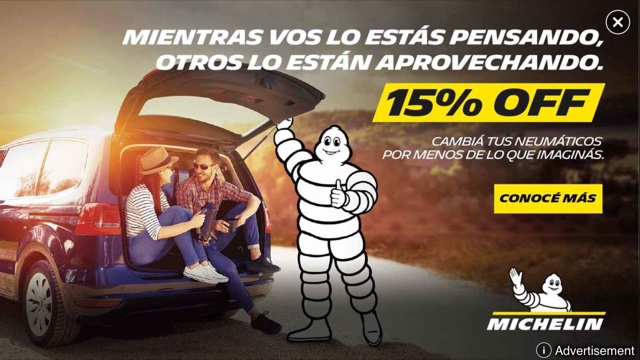 MIENTRAS VOS LO ESTÁS PENSANDO,
OTROS LO ESTÁN APROVECHANDO.
15% OFF
CAMBIÁ TUS NEUMÁTICOS
POR MENOS DE LO QUE IMAGINÁS.
CONOCÉ MÁS
MICHELIN
Advertisement